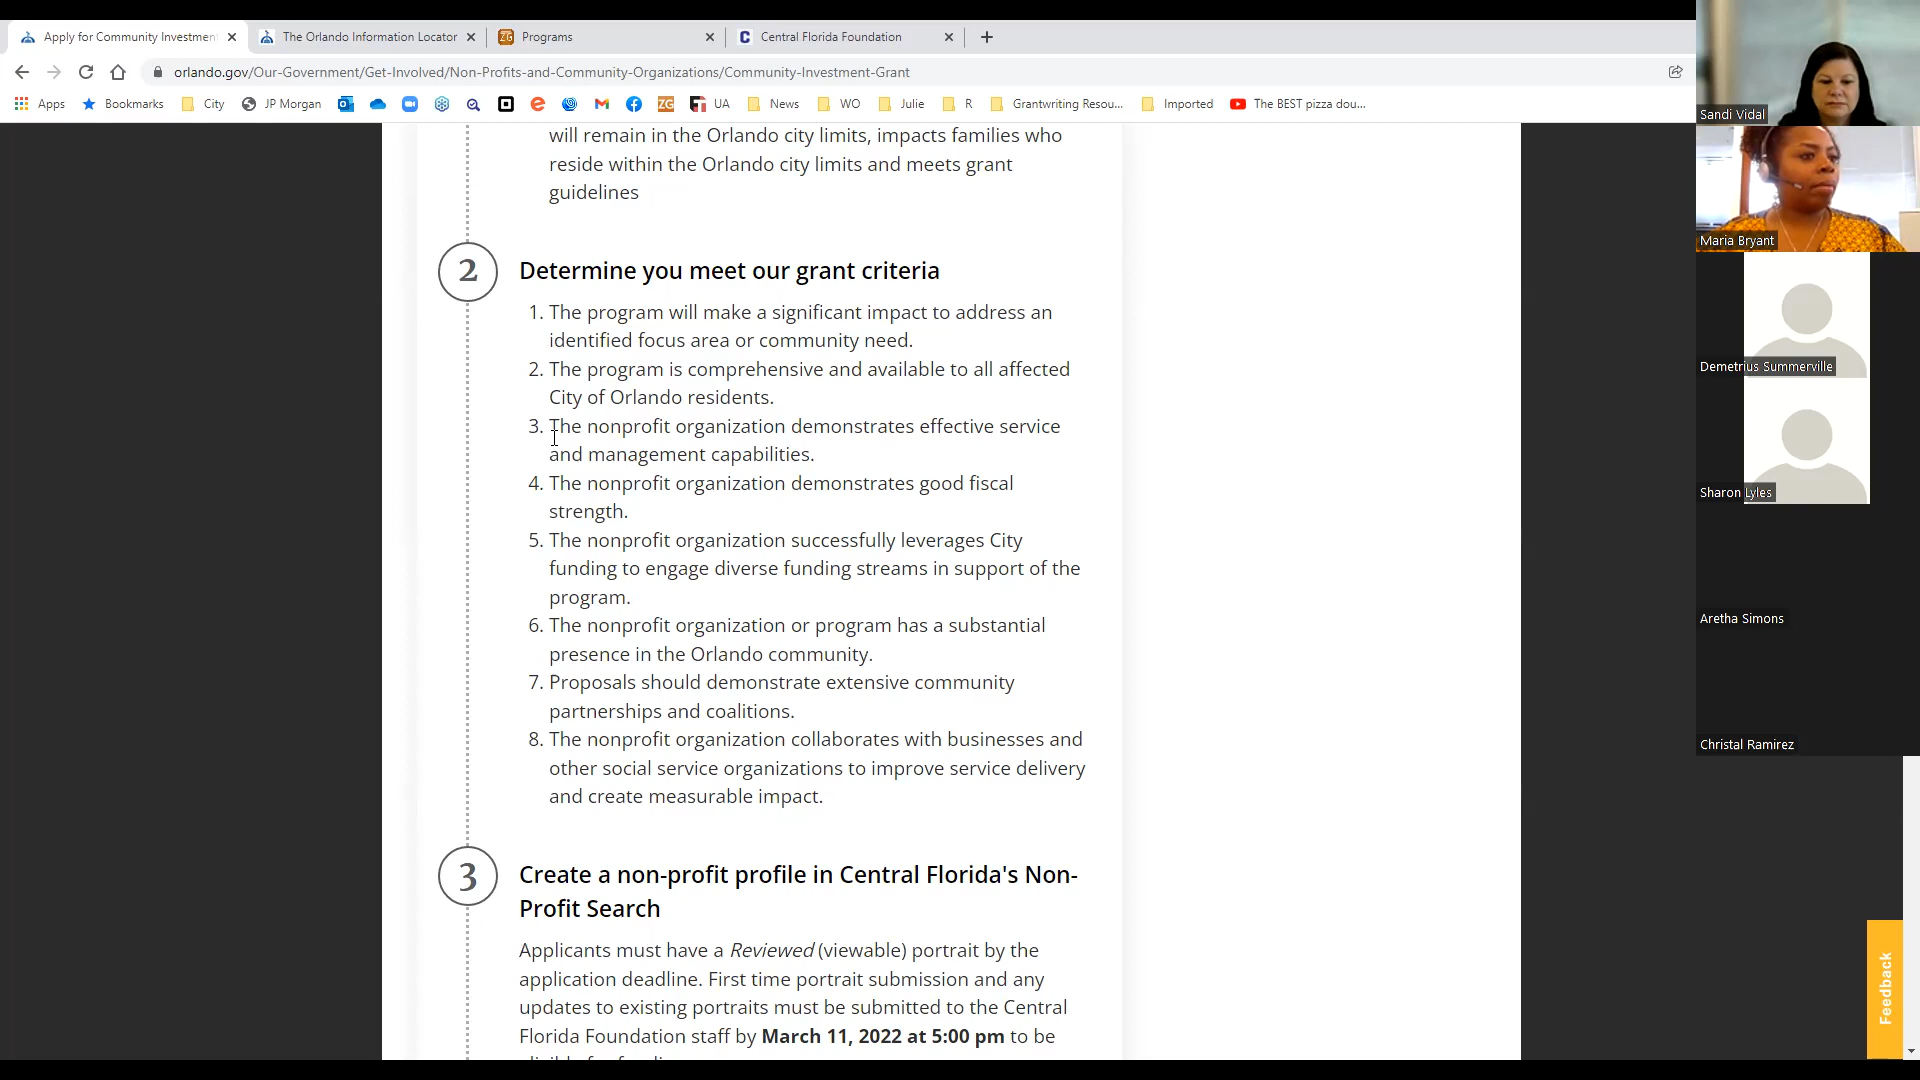 Apply for Community Investment
The Orlando Information Locator
Programs
Central Florida Foundation
orlando.gov/Our-Government/Get-Involved/Non-Profits-and-Community-Organizations/Community-Investment-Grant
Apps
Bookmarks
City
JP Morgan
ZG
UA
News
WO
Julie
R
Grantwriting Resou...
Imported
The BEST pizza dou...
will remain in the Orlando city limits, impacts families who
reside within the Orlando city limits and meets grant
guidelines
2
Determine you meet our grant criteria
1. The program will make a significant impact to address an
identified focus area or community need.
2. The program is comprehensive and available to all affected
City of Orlando residents.
3. The nonprofit organization demonstrates effective service
and management capabilities.
4. The nonprofit organization demonstrates good fiscal
strength.
5. The nonprofit organization successfully leverages City
funding to engage diverse funding streams in support of the
program.
6. The nonprofit organization or program has a substantial
presence in the Orlando community.
7. Proposals should demonstrate extensive community
partnerships and coalitions.
8. The nonprofit organization collaborates with businesses and
other social service organizations to improve service delivery
and create measurable impact.
3
Create a non-profit profile in Central Florida's Non-
Profit Search
Applicants must have a Reviewed (viewable) portrait by the
application deadline. First time portrait submission and any
updates to existing portraits must be submitted to the Central
Florida Foundation staff by March 11, 2022 at 5:00 pm to be
Sandi Vidal
Maria Bryant
Demetrius Summerville
Sharon Lyles
Aretha Simons
Christal Ramirez
Feedback